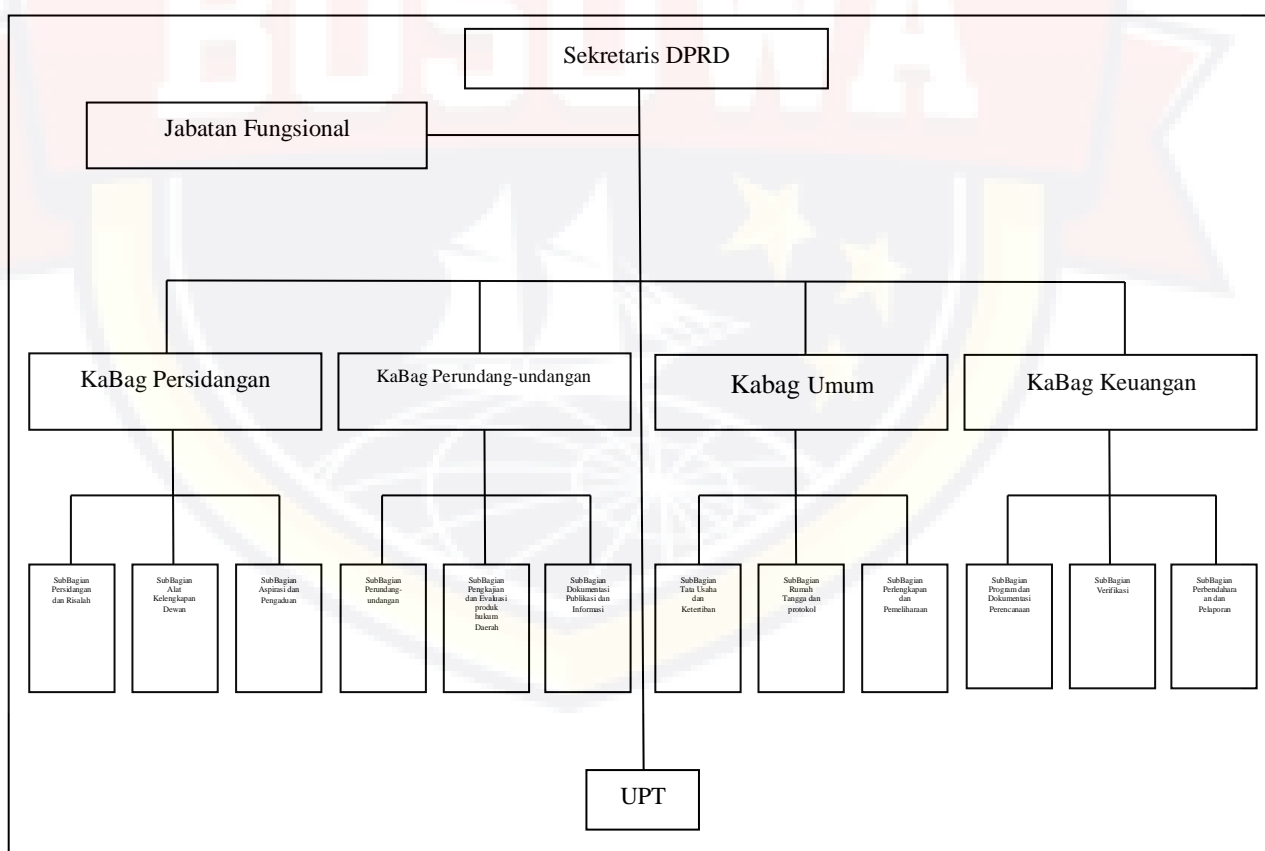 BOSOWA
Sekretaris DPRD
Jabatan Fungsional
KaBag Persidangan
KaBag Perundang-undangan
Kabag Umum
KaBag Keuangan
SubBagian
Persidangan
dan Risalah
SubBagian
Alat
Kelengkapan
Dewan
SubBagian
Aspirasi dan
Pengaduan
SubBagian
Perundang-
undangan
SubBagian
Pengkajian
dan Evaluasi
produk
hukum
Daerah
SubBagian
Dokumentasi
Publikasi dan
Informasi
SubBagian
Tata Usaha
dan
Ketertiban
SubBagian
Rumah
Tangga dan
protokol
SubBagian
Perlengkapan
dan
Pemeliharaan
SubBagian
Program dan
Dokumentasi
Perencanaan
SubBagian
Verifikasi
SubBagian
Perbendahara
an dan
Pelaporan
UPT